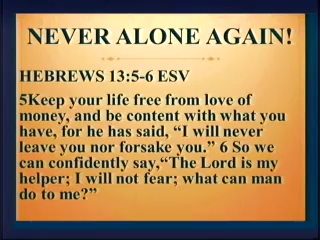 NEVER ALONE AGAIN!
HEBREWS 13:5-6 ESV
5Keep your life free from love of
money, and be content with what you
have, for he has said, “I will never
leave you nor forsake you.” 6 So we
can confidently say,“The Lord is my
helper; I will not fear; what can man
do to me?”